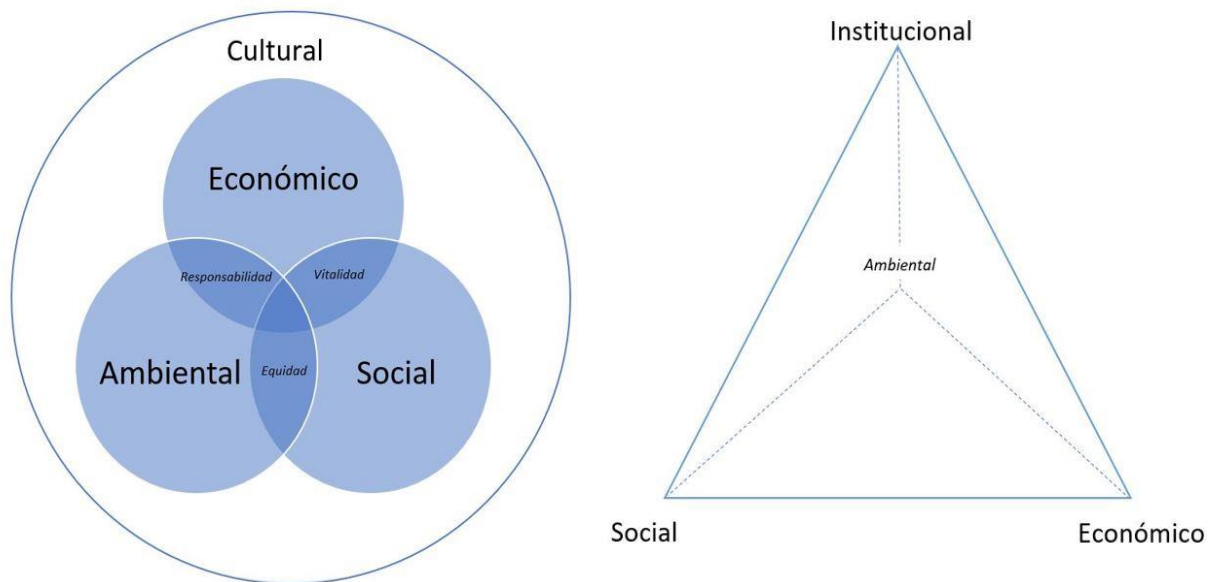 Cultural
Económico
Responsabilidad
Vitalidad
Ambiental
Equidad
Social
Institucional
Ambiental
Social
Económico